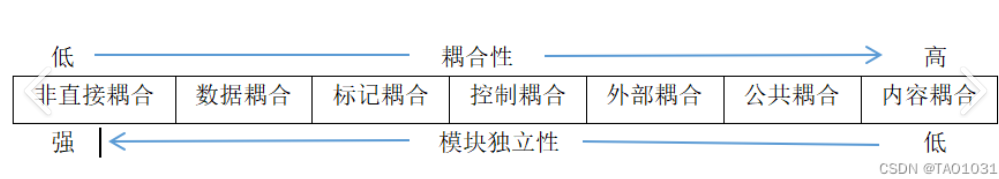 低 耦合性 高
非直接耦合 数据耦合 标记耦合 控制耦合 外部耦合 公共耦合 内容耦合
强 模块独立性 低
CSDN @TAO1031